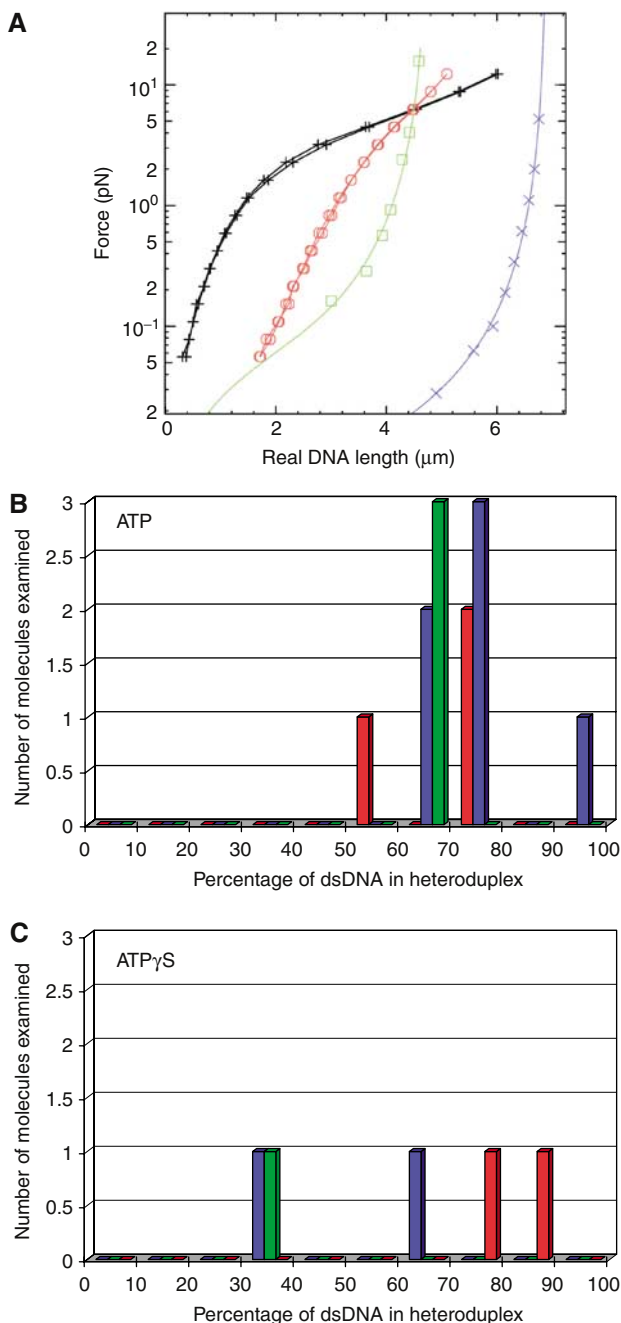 A
2
10¹
5
2
10⁰
5
2
10⁻¹
5
2
Force (pN)
0 2 4 6
Real DNA length (μm)
B
ATP
3
2.5
2
1.5
1
0.5
0
Number of molecules examined
0 10 20 30 40 50 60 70 80 90 100
Percentage of dsDNA in heteroduplex
C
ATPγS
3
2.5
2
1.5
1
0.5
0
Number of molecules examined
0 10 20 30 40 50 60 70 80 90 100
Percentage of dsDNA in heteroduplex